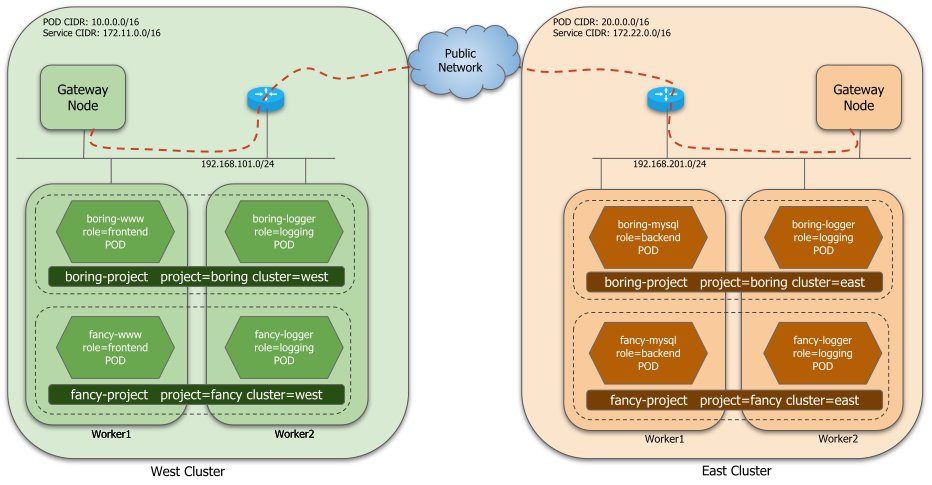 POD CIDR: 10.0.0.0/16
Service CIDR: 172.11.0.0/16
Gateway
Node
192.168.101.0/24
boring-www
role=frontend
POD
boring-logger
role=logging
POD
boring-project project=boring cluster=west
fancy-www
role=frontend
POD
fancy-logger
role=logging
POD
fancy-project project=fancy cluster=west
Worker1
Worker2
West Cluster
Public
Network
POD CIDR: 20.0.0.0/16
Service CIDR: 172.22.0.0/16
Gateway
Node
192.168.201.0/24
boring-mysql
role=backend
POD
boring-logger
role=logging
POD
boring-project project=boring cluster=east
fancy-mysql
role=backend
POD
fancy-logger
role=logging
POD
fancy-project project=fancy cluster=east
Worker1
Worker2
East Cluster